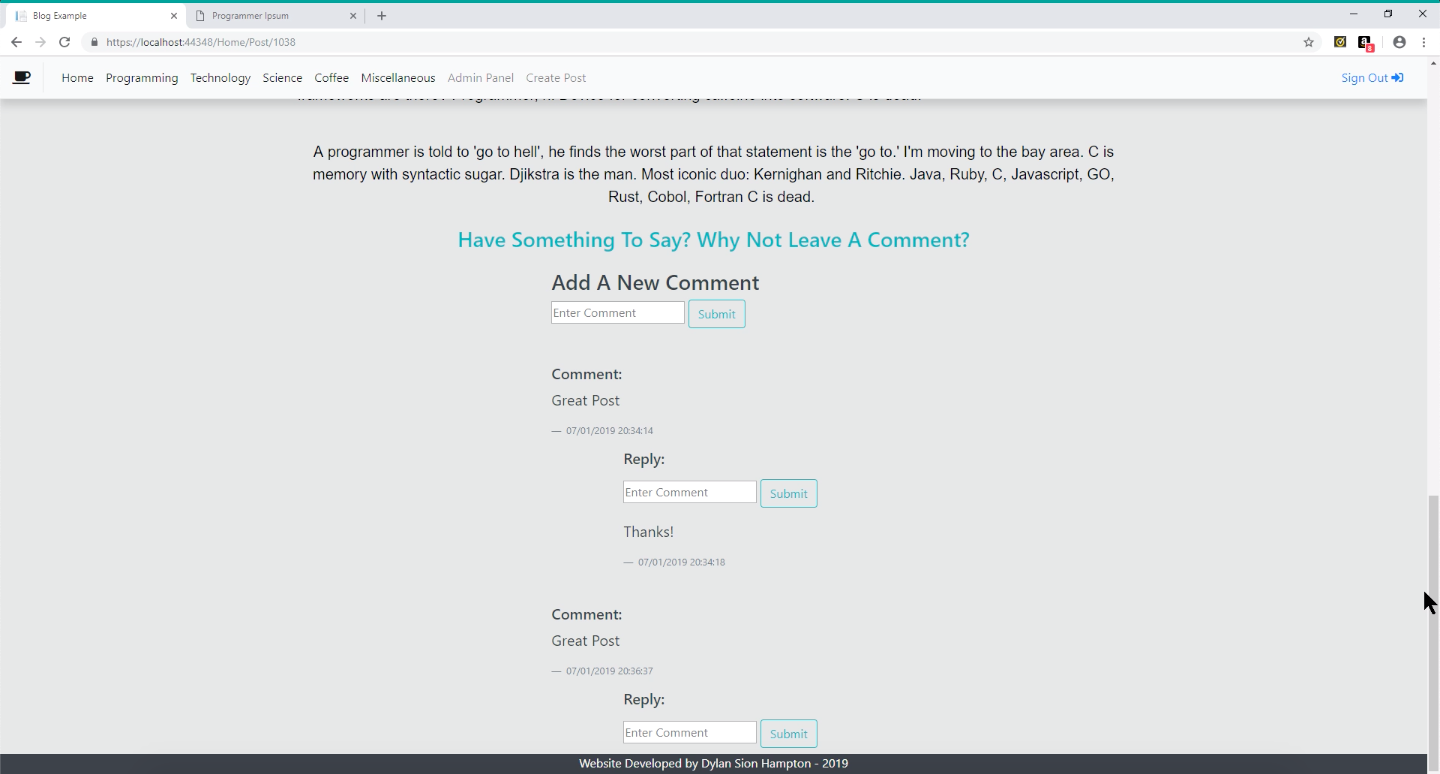 Blog Example
Programmer Ipsum
https://localhost:44348/Home/Post/1038
8
Home Programming Technology Science Coffee Miscellaneous Admin Panel Create Post Sign Out
A programmer is told to 'go to hell', he finds the worst part of that statement is the 'go to.' I'm moving to the bay area. C is
memory with syntactic sugar. Djikstra is the man. Most iconic duo: Kernighan and Ritchie. Java, Ruby, C, Javascript, GO,
Rust, Cobol, Fortran C is dead.
Have Something To Say? Why Not Leave A Comment?
Add A New Comment
Enter Comment Submit
Comment:
Great Post
— 07/01/2019 20:34:14
Reply:
Enter Comment Submit
Thanks!
— 07/01/2019 20:34:18
Comment:
Great Post
— 07/01/2019 20:36:37
Reply:
Enter Comment Submit
Website Developed by Dylan Sion Hampton - 2019